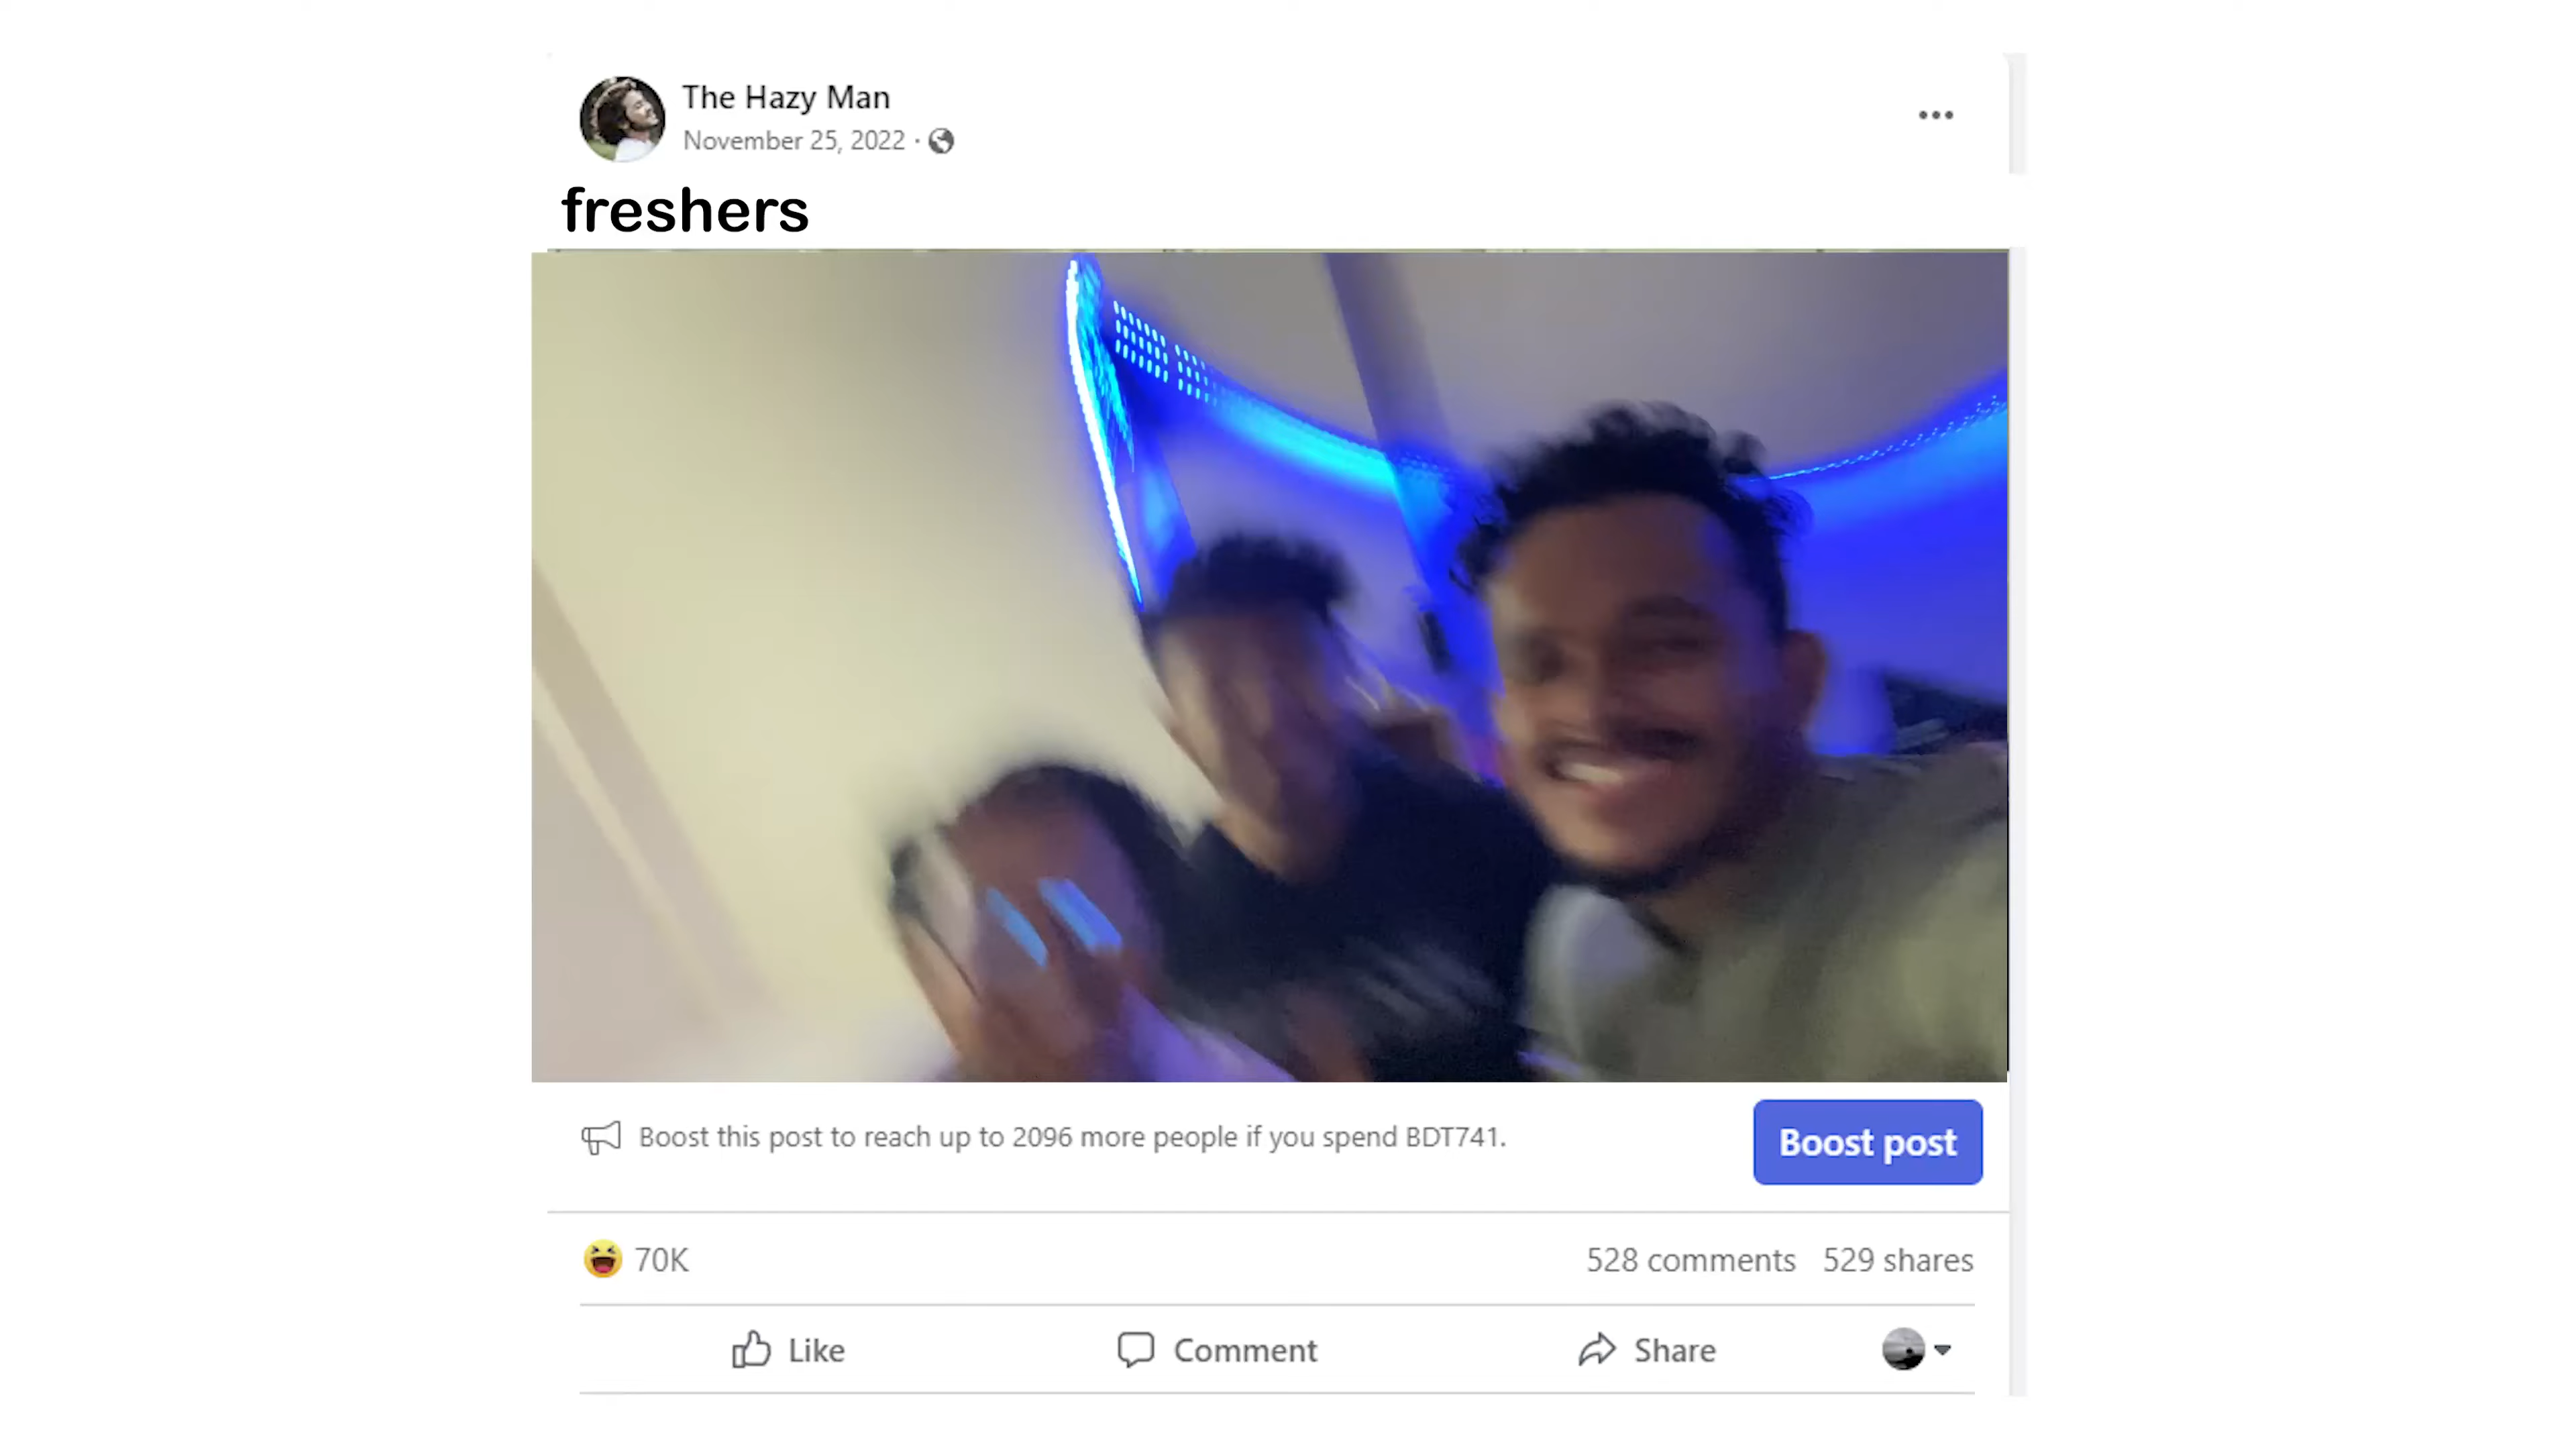 The Hazy Man
November 25, 2022 ·
freshers
Boost this post to reach up to 2096 more people if you spend BDT741.
Boost post
70K
528 comments 529 shares
Like
Comment
Share